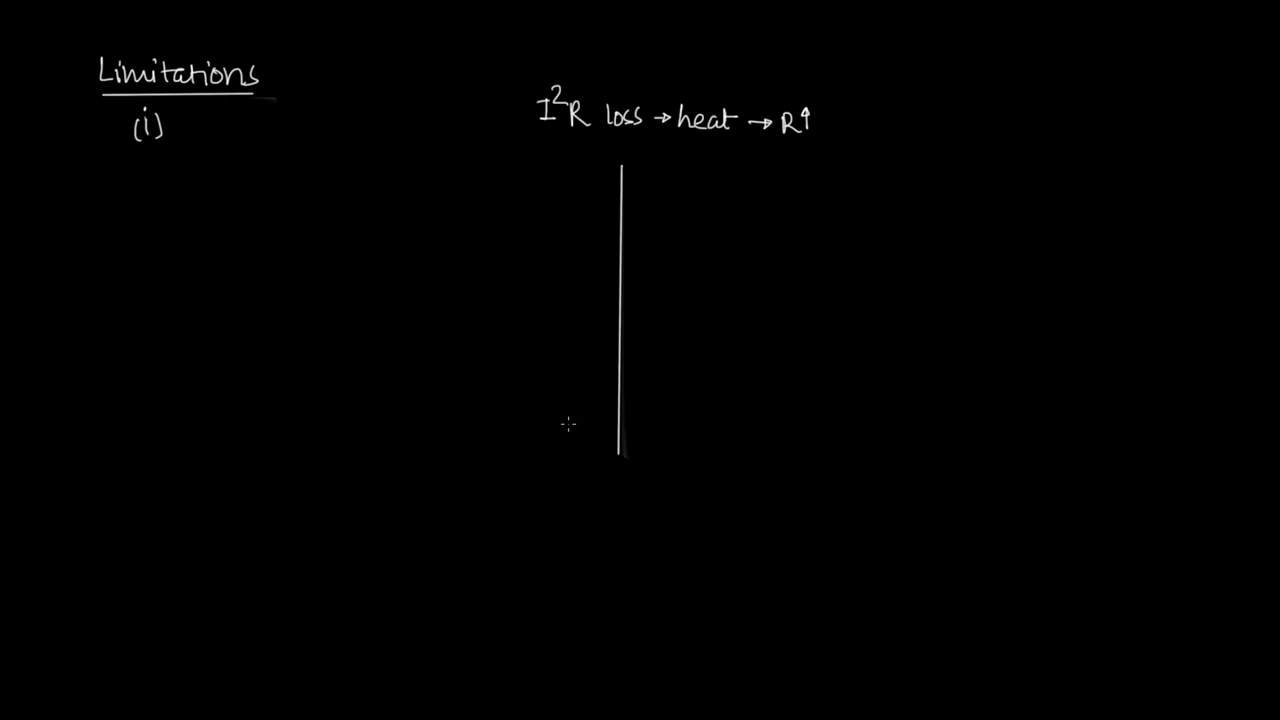 Limitations
(i)
I²R loss → heat → R↑